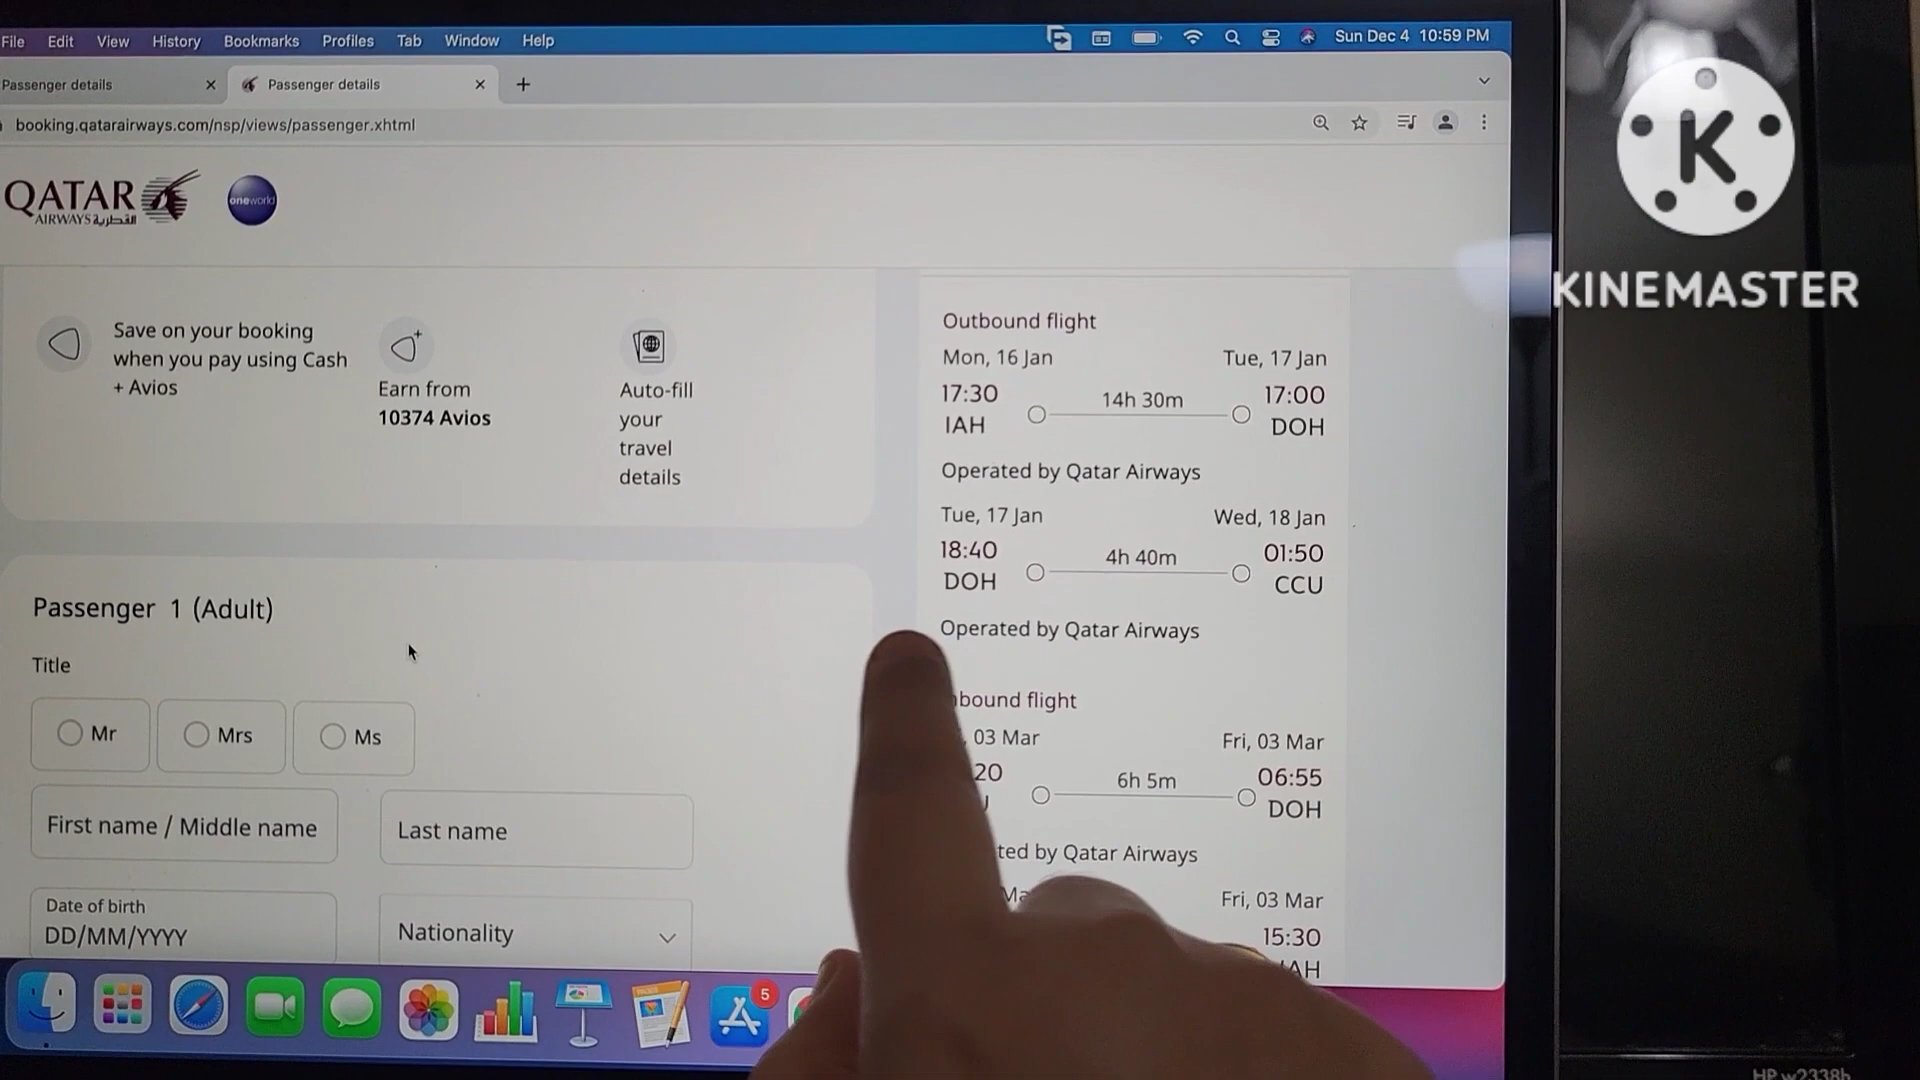 File Edit View History Bookmarks Profiles Tab Window Help
Sun Dec 4 10:59 PM
Passenger details
Passenger details
booking.qatarairways.com/nsp/views/passenger.xhtml
QATAR
AIRWAYS القطرية
oneworld
K
KINEMASTER
Save on your booking
when you pay using Cash
+ Avios
Earn from
10374 Avios
Auto-fill
your
travel
details
Passenger 1 (Adult)
Title
Mr
Mrs
Ms
First name / Middle name
Last name
Date of birth
DD/MM/YYYY
Nationality
Outbound flight
Mon, 16 Jan
Tue, 17 Jan
17:30
14h 30m
17:00
IAH
DOH
Operated by Qatar Airways
Tue, 17 Jan
Wed, 18 Jan
18:40
4h 40m
01:50
DOH
CCU
Operated by Qatar Airways
flight
03 Mar
Fri, 03 Mar
6h 5m
06:55
DOH
by Qatar Airways
Fri, 03 Mar
15:30
5
HP w2338h